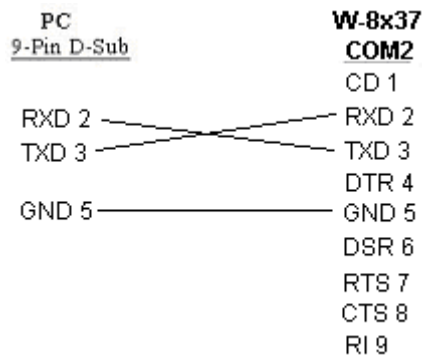 PC W-8x37
9-Pin D-Sub COM2
CD 1
RXD 2 RXD 2
TXD 3 TXD 3
DTR 4
GND 5 GND 5
DSR 6
RTS 7
CTS 8
RI 9